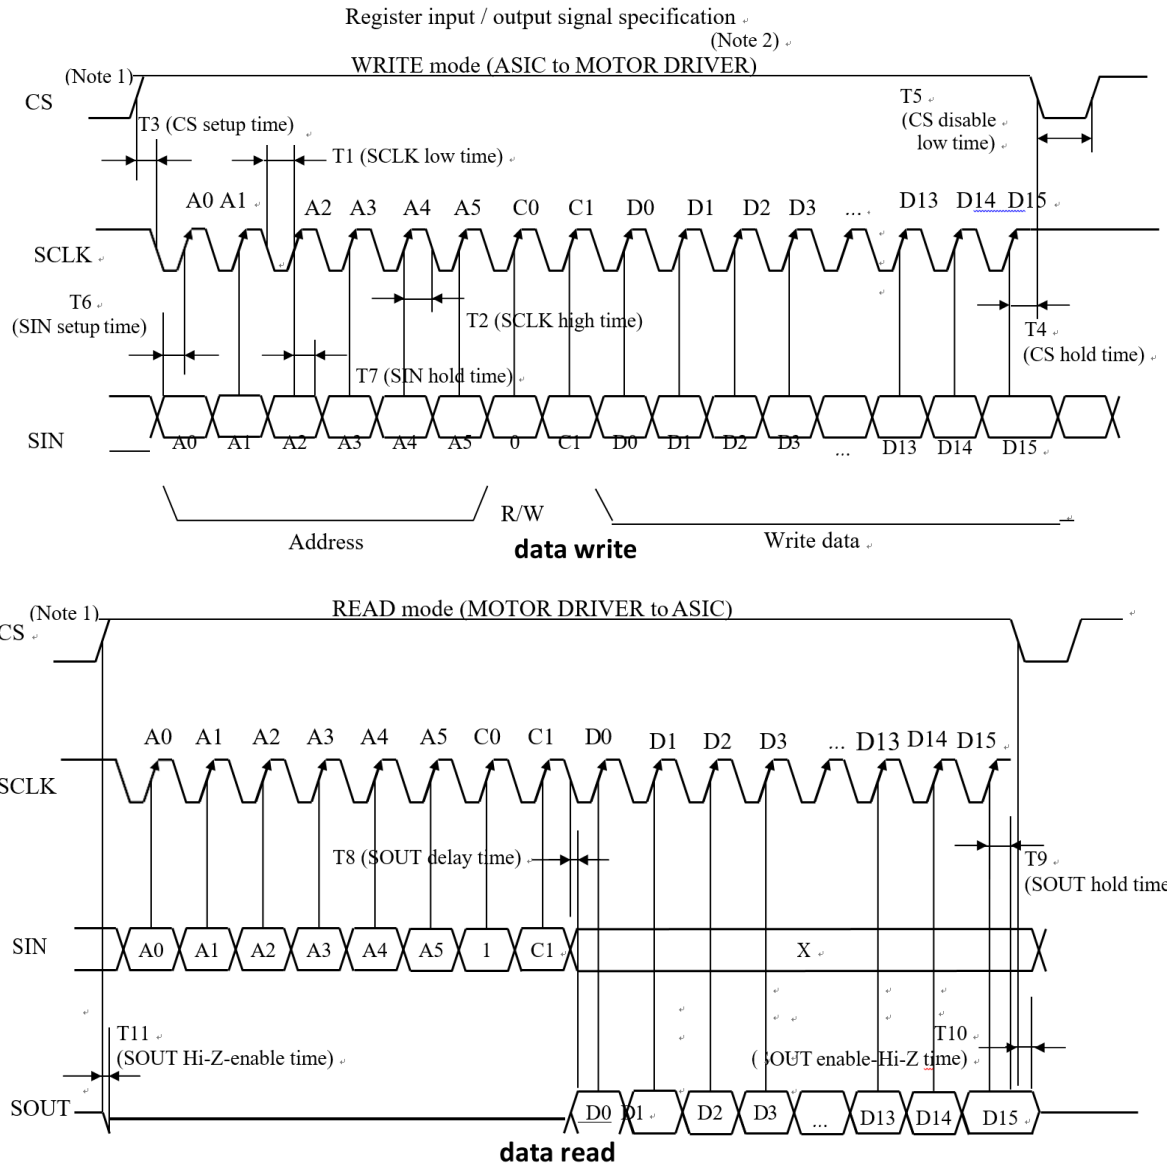 Register input / output signal specification
(Note 2)
WRITE mode (ASIC to MOTOR DRIVER)
(Note 1)
CS
T5
(CS disable
low time)
T3 (CS setup time)
T1 (SCLK low time)
A0 A1 A2 A3 A4 A5 C0 C1 D0 D1 D2 D3 ... D13 D14 D15
SCLK
T6
(SIN setup time)
T2 (SCLK high time)
T4
(CS hold time)
T7 (SIN hold time)
SIN
A0 A1 A2 A3 A4 A5 0 C1 D0 D1 D2 D3 ... D13 D14 D15
R/W
Address
Write data
data write
READ mode (MOTOR DRIVER to ASIC)
(Note 1)
CS
A0 A1 A2 A3 A4 A5 C0 C1 D0 D1 D2 D3 ... D13 D14 D15
SCLK
T8 (SOUT delay time)
T9
(SOUT hold time
SIN
A0 A1 A2 A3 A4 A5 1 C1 X
T11
(SOUT Hi-Z-enable time)
T10
(SOUT enable-Hi-Z time)
SOUT
D0 D1 D2 D3 ... D13 D14 D15
data read